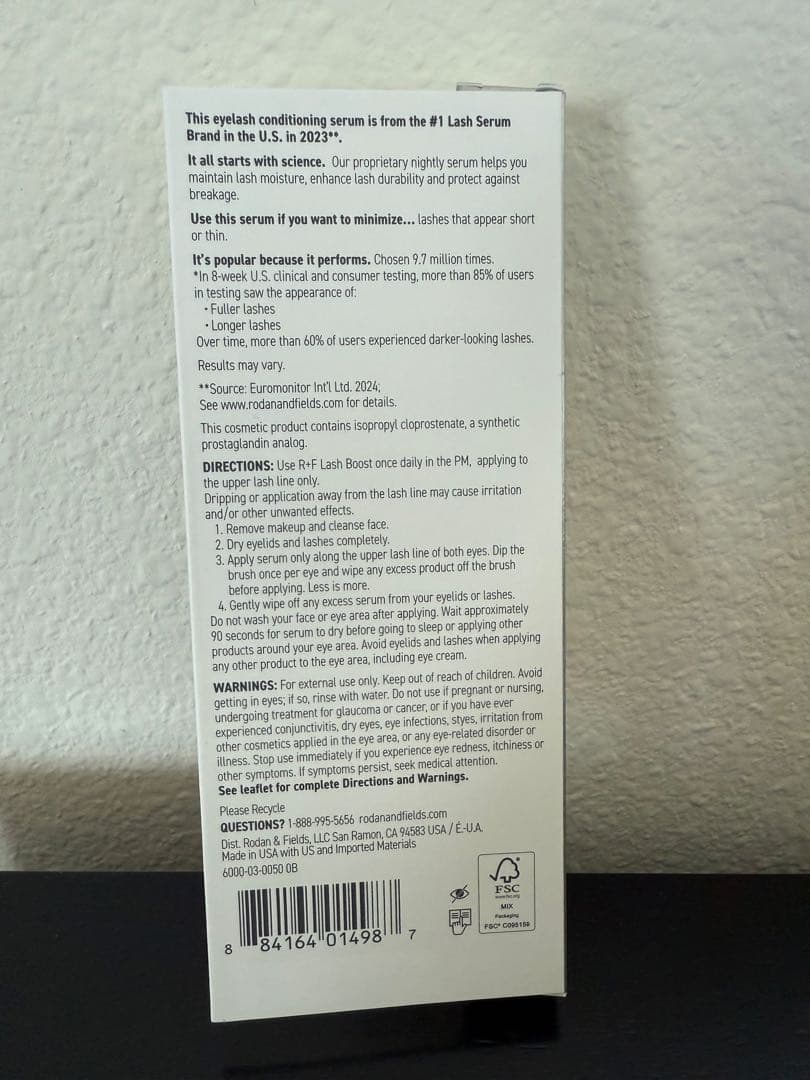 This eyelash conditioning serum is from the #1 Lash Serum
Brand in the U.S. in 2023**.
It all starts with science. Our proprietary nightly serum helps you
maintain lash moisture, enhance lash durability and protect against
breakage.
Use this serum if you want to minimize... lashes that appear short
or thin.
It's popular because it performs. Chosen 9.7 million times.
*In 8-week U.S. clinical and consumer testing, more than 85% of users
in testing saw the appearance of:
• Fuller lashes
• Longer lashes
Over time, more than 60% of users experienced darker-looking lashes.
Results may vary.
**Source: Euromonitor Int'l Ltd. 2024;
See www.rodanandfields.com for details.
This cosmetic product contains isopropyl cloprostenate, a synthetic
prostaglandin analog.
DIRECTIONS: Use R+F Lash Boost once daily in the PM, applying to
the upper lash line only.
Dripping or application away from the lash line may cause irritation
and/or other unwanted effects.
1. Remove makeup and cleanse face.
2. Dry eyelids and lashes completely.
3. Apply serum only along the upper lash line of both eyes. Dip the
brush once per eye and wipe any excess product off the brush
before applying. Less is more.
4. Gently wipe off any excess serum from your eyelids or lashes.
Do not wash your face or eye area after applying. Wait approximately
90 seconds for serum to dry before going to sleep or applying other
products around your eye area. Avoid eyelids and lashes when applying
any other product to the eye area, including eye cream.
WARNINGS: For external use only. Keep out of reach of children. Avoid
getting in eyes; if so, rinse with water. Do not use if pregnant or nursing,
undergoing treatment for glaucoma or cancer, or if you have ever
experienced conjunctivitis, dry eyes, eye infections, styes, irritation from
other cosmetics applied in the eye area, or any eye-related disorder or
illness. Stop use immediately if you experience eye redness, itchiness or
other symptoms. If symptoms persist, seek medical attention.
See leaflet for complete Directions and Warnings.
Please Recycle
QUESTIONS? 1-888-995-5656 rodanandfields.com
Dist. Rodan & Fields, LLC San Ramon, CA 94583 USA / É.-U.A.
Made in USA with US and Imported Materials
6000-03-0050 0B
8 84164 01498 7
FSC
www.fsc.org
MIX
Packaging
FSC® C095159